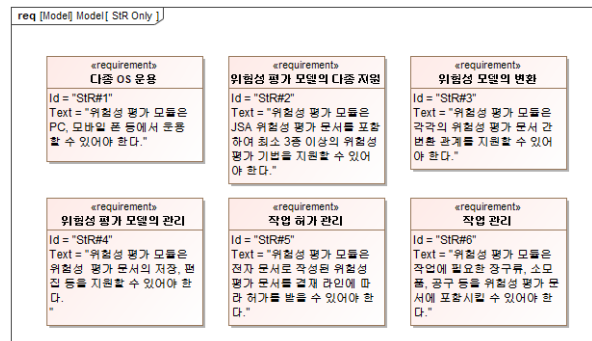 req [Model] Model [ StR Only ]
«requirement»
다종 OS 운용
Id = "StR#1"
Text = "위험성 평가 모듈은
PC, 모바일 폰 등에서 운용
할 수 있어야 한다."
«requirement»
위험성 평가 모델의 다종 지원
Id = "StR#2"
Text = "위험성 평가 모듈은
JSA 위험성 평가 문서를 포함
하여 최소 3종 이상의 위험성
평가 기법을 지원할 수 있어
야 한다."
«requirement»
위험성 모델의 변환
Id = "StR#3"
Text = "위험성 평가 모듈은
각각의 위험성 평가 문서 간
변환 관계를 지원할 수 있어
야 한다."
«requirement»
위험성 평가 모델의 관리
Id = "StR#4"
Text = "위험성 평가 모듈은
위험성 평가 문서의 저장, 편
집 등을 지원할 수 있어야 한
다.
"
«requirement»
작업 허가 관리
Id = "StR#5"
Text = "위험성 평가 모듈은
전자 문서로 작성된 위험성
평가 문서를 결재 라인에 따
라 허가를 받을 수 있어야 한
다."
«requirement»
작업 관리
Id = "StR#6"
Text = "위험성 평가 모듈은
작업에 필요한 장구류, 소모
품, 공구 등을 위험성 평가 문
서에 포함시킬 수 있어야 한
다."